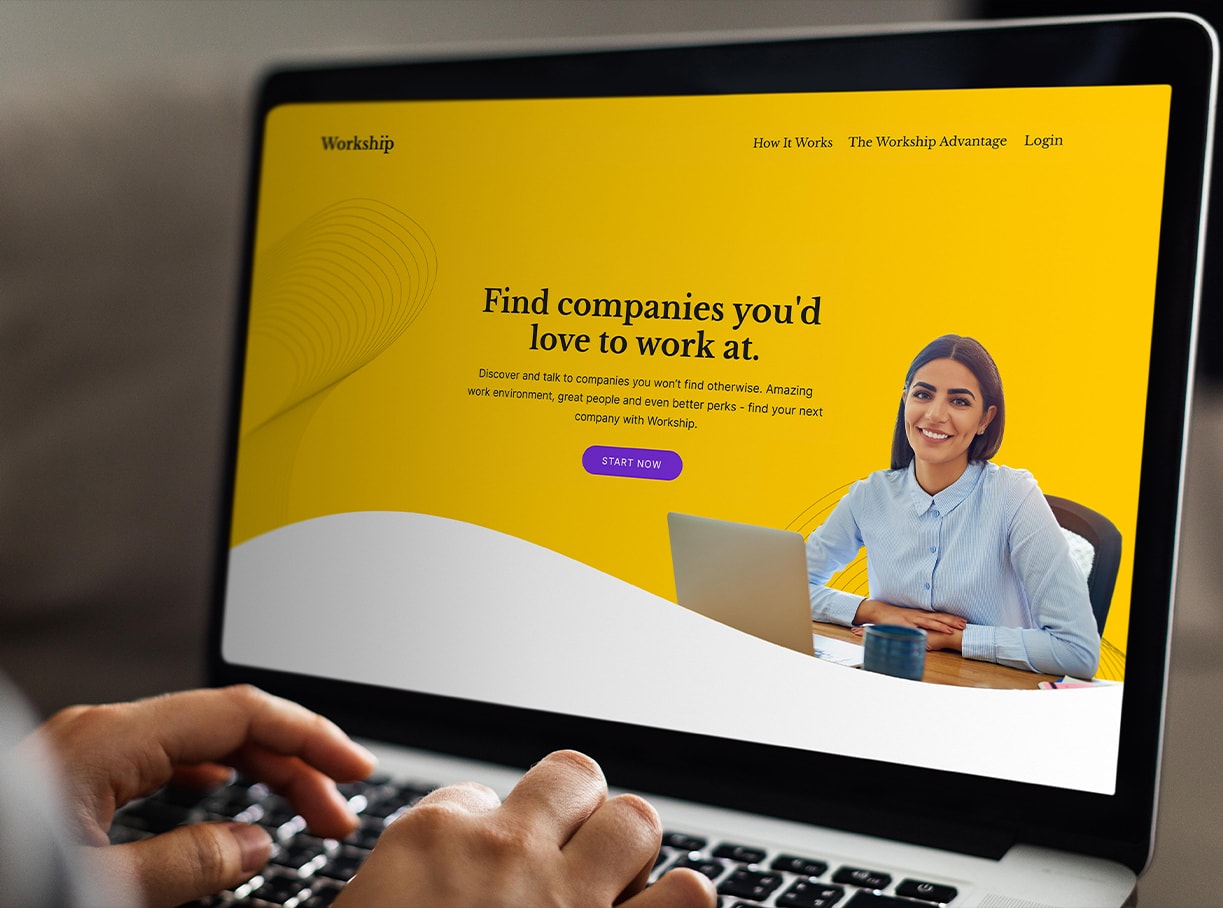 Workship
How It Works The Workship Advantage Login
Find companies you'd
love to work at.
Discover and talk to companies you won't find otherwise. Amazing
work environment, great people and even better perks - find your next
company with Workship.
START NOW